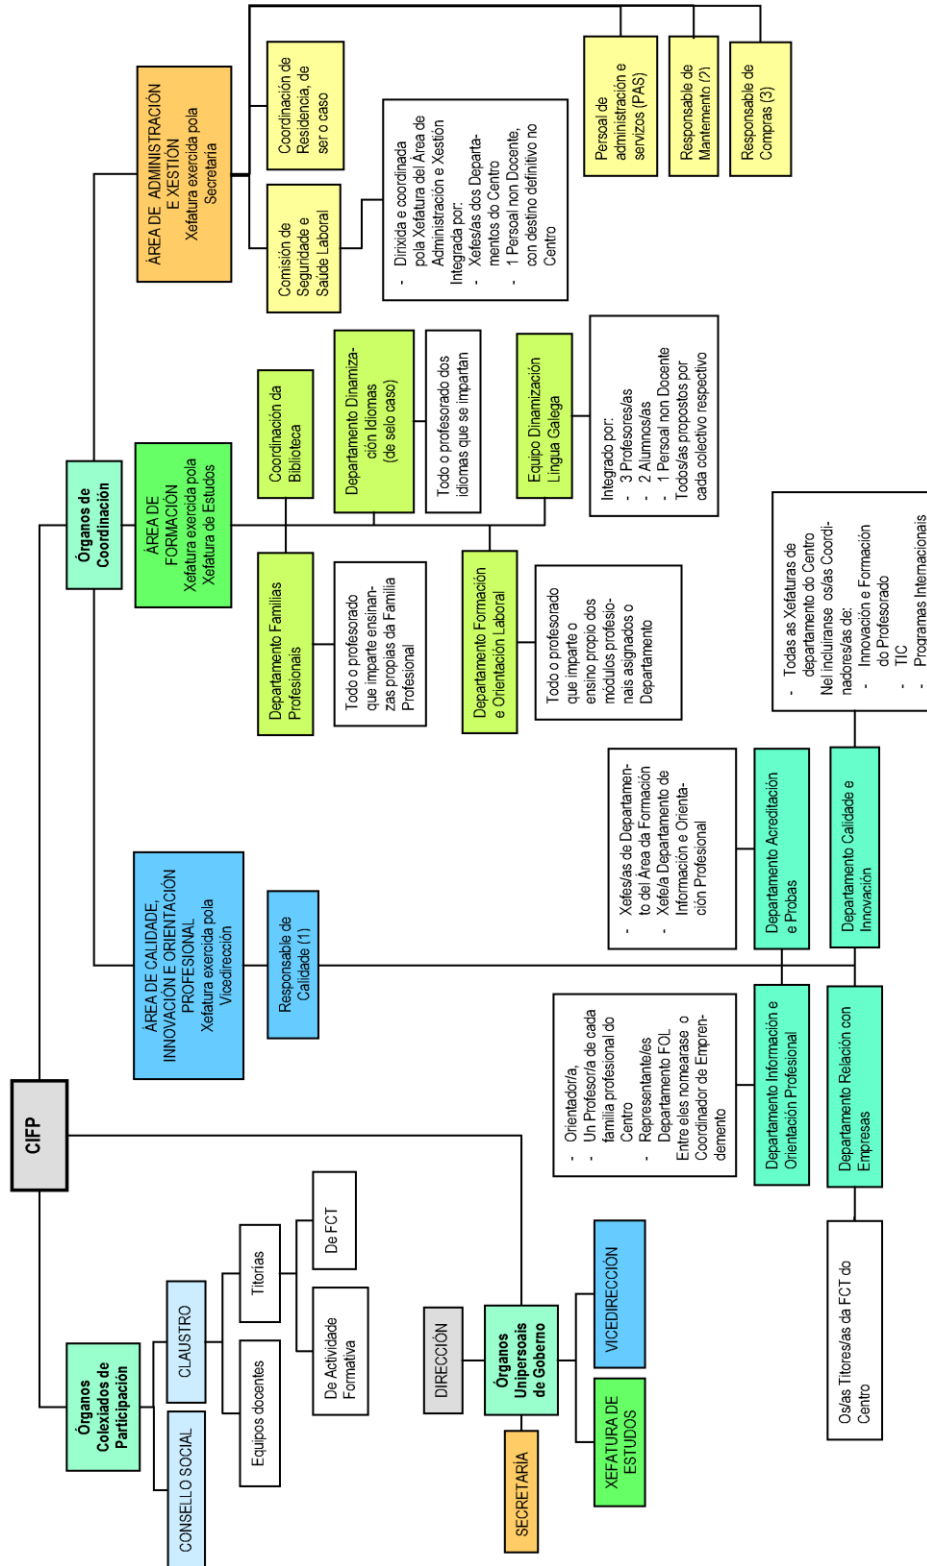 CIFP
Órganos
Colexiados de
Participación
CONSELLO SOCIAL
CLAUSTRO
Equipos docentes
Titorias
De Actividade
Formativa
De FCT
DIRECCIÓN
SECRETARÍA
Órganos
Unipersoais
de Goberno
XEFATURA DE
ESTUDOS
VICEDIRECCIÓN
Órganos de
Coordinación
ÁREA DE CALIDADE,
INNOVACIÓN E ORIENTACIÓN
PROFESIONAL
Xefatura exercida pola
Vicedirección
Responsable de
Calidade (1)
- Orientador/a,
- Un Profesor/a de cada
familia profesional do
Centro
- Representante/es
Departamento FOL
Entre eles nomearase o
Coordinador de Empren-
demento
Departamento Información e
Orientación Profesional
- Xefes/as de Departamen-
to del Área da Formación
- Xefe/a Departamento de
Información e Orienta-
ción Profesional
Departamento Acreditación
e Probas
Os/as Titores/as da FCT do
Centro
Departamento Relación con
Empresas
Departamento Calidade e
Innovación
- Todas as Xefaturas de
departamento do Centro
Nel incluiranse os/as Coordi-
nadores/as de:
- Innovación e Formación
do Profesorado
- TIC
- Programas Internacionais
ÁREA DE
FORMACIÓN
Xefatura exercida pola
Xefatura de Estudos
Departamento Familias
Profesionais
Todo o profesorado
que imparte ensinan-
zas propias da Familia
Profesional
Coordinación da
Biblioteca
Departamento Dinamiza-
ción Idiomas
(de selo caso)
Todo o profesorado dos
idiomas que se impartan
Departamento Formación
e Orientación Laboral
Todo o profesorado
que imparte o
ensino propio dos
módulos profesio-
nais asignados o
Departamento
Equipo Dinamización
Lingua Galega
Integrado por:
- 3 Profesores/as
- 2 Alumnos/as
- 1 Persoal non Docente
Todos/as propostos por
cada colectivo respectivo
ÁREA DE ADMINISTRACIÓN
E XESTIÓN
Xefatura exercida pola
Secretaria
Comisión de
Seguridade e
Saúde Laboral
Coordinación de
Residencia, de
ser o caso
- Dirixida e coordinada
pola Xefatura del Área de
Administración e Xestión
Integrada por:
- Xefes/as dos Departa-
mentos do Centro
- 1 Persoal non Docente,
con destino definitivo no
Centro
Persoal de
administración e
servizos (PAS)
Responsable de
Mantemento (2)
Responsable de
Compras (3)